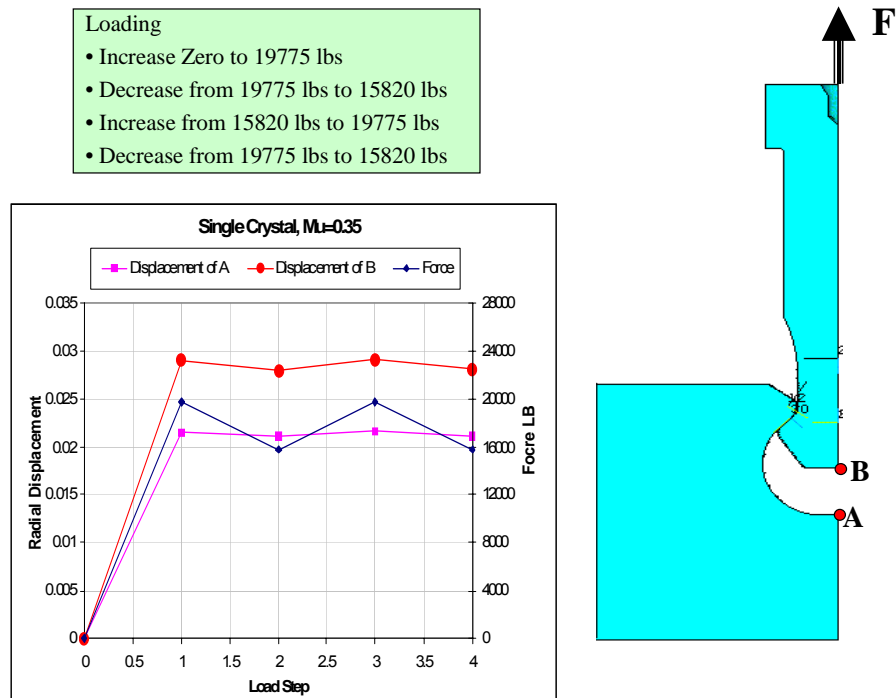 Loading
• Increase Zero to 19775 lbs
• Decrease from 19775 lbs to 15820 lbs
• Increase from 15820 lbs to 19775 lbs
• Decrease from 19775 lbs to 15820 lbs
F
Single Crystal, Mu=0.35
Displacement of A
Displacement of B
Force
0.035
0.03
0.025
0.02
0.015
0.01
0.005
0
Radial Displacement
28000
24000
20000
16000
12000
8000
4000
0
Focre LB
0 0.5 1 1.5 2 2.5 3 3.5 4
Load Step
2
B
A